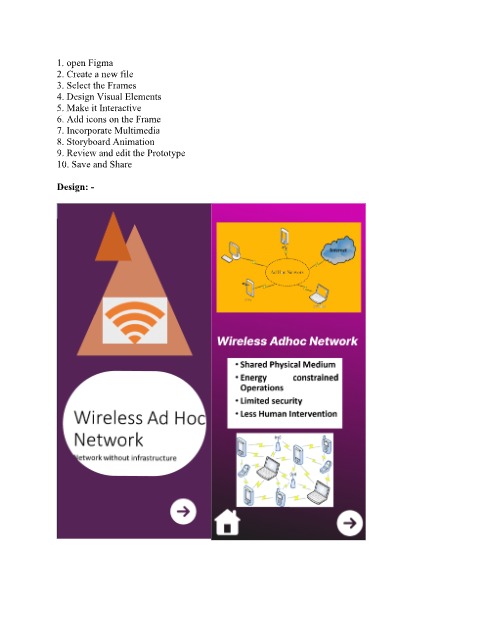 1. open Figma
2. Create a new file
3. Select the Frames
4. Design Visual Elements
5. Make it Interactive
6. Add icons on the Frame
7. Incorporate Multimedia
8. Storyboard Animation
9. Review and edit the Prototype
10. Save and Share
Design: -
Wireless Ad Hoc
Network
Network without infrastructure
Internet
Ad H Network
Wireless Adhoc Network
• Shared Physical Medium
• Energy constrained
Operations
• Limited security
• Less Human Intervention